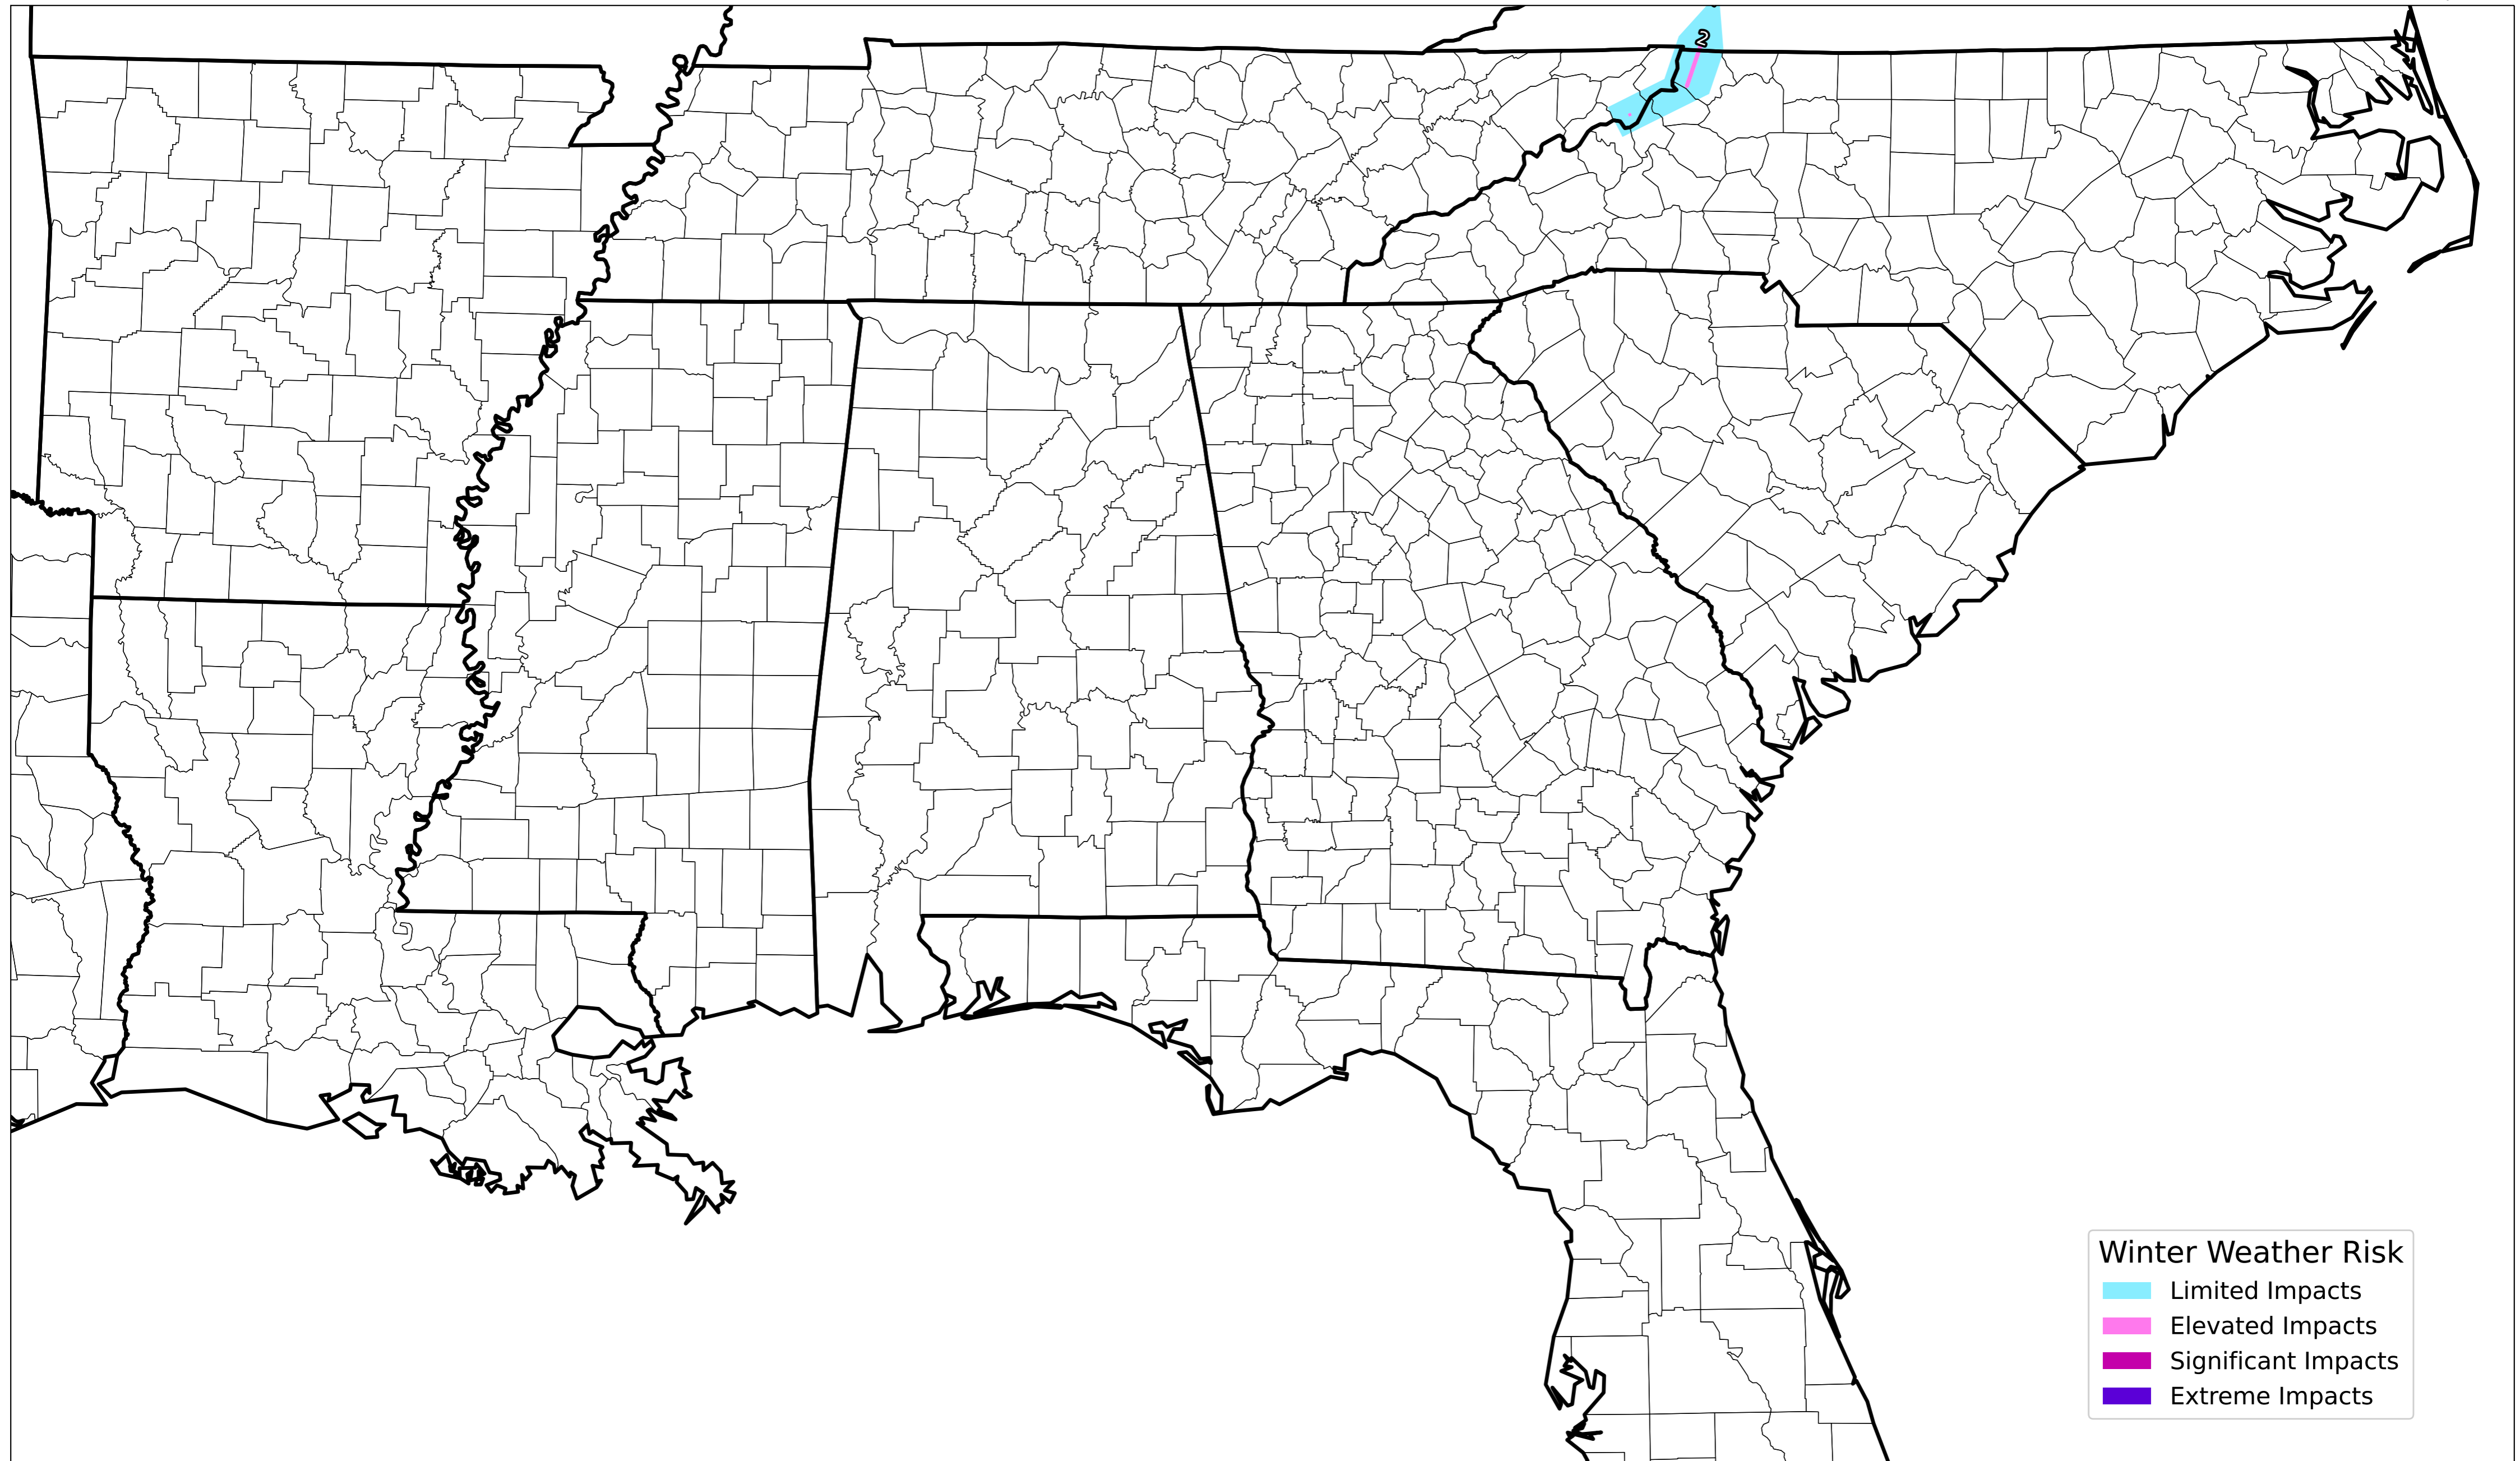 2
Winter Weather Risk
Limited Impacts
Elevated Impacts
Significant Impacts
Extreme Impacts